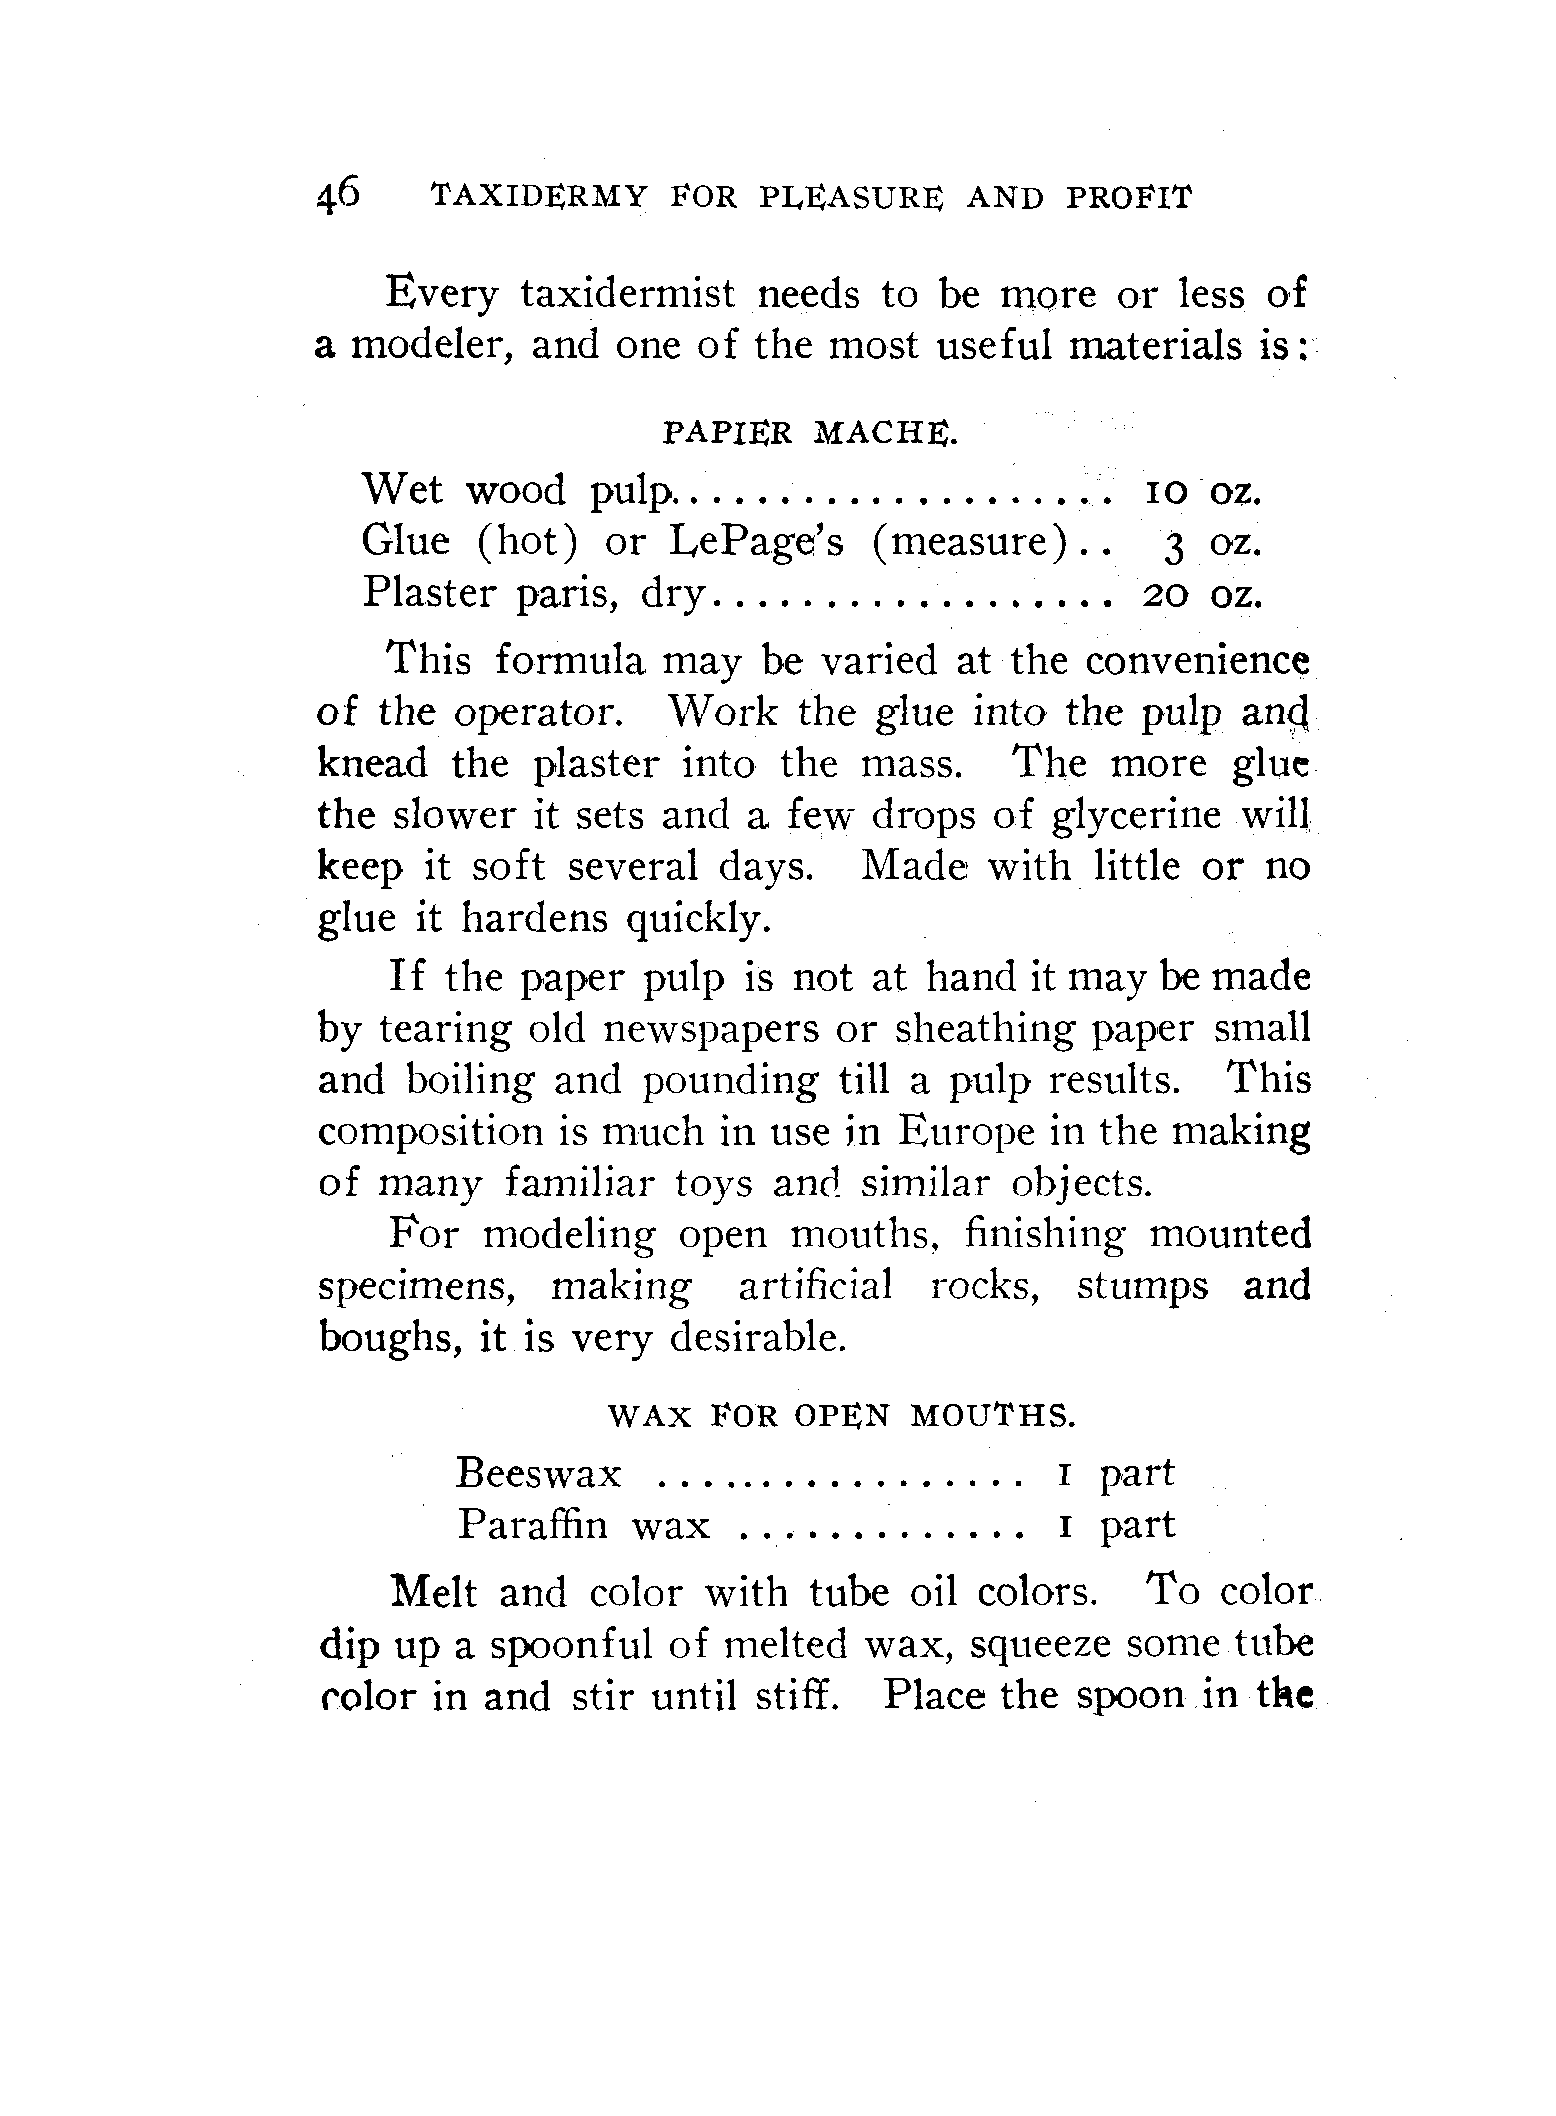 46 TAXIDERMY FOR PLEASURE AND PROFIT
Every taxidermist needs to be more or less of
a modeler, and one of the most useful materials is:
PAPIER MACHE.
Wet wood pulp.................... 10 oz.
Glue (hot) or LePage's (measure).. 3 oz.
Plaster paris, dry.................. 20 oz.
This formula may be varied at the convenience
of the operator. Work the glue into the pulp and
knead the plaster into the mass. The more glue
the slower it sets and a few drops of glycerine will
keep it soft several days. Made with little or no
glue it hardens quickly.
If the paper pulp is not at hand it may be made
by tearing old newspapers or sheathing paper small
and boiling and pounding till a pulp results. This
composition is much in use in Europe in the making
of many familiar toys and similar objects.
For modeling open mouths, finishing mounted
specimens, making artificial rocks, stumps and
boughs, it is very desirable.
WAX FOR OPEN MOUTHS.
Beeswax ................ 1 part
Paraffin wax ............. 1 part
Melt and color with tube oil colors. To color
dip up a spoonful of melted wax, squeeze some tube
color in and stir until stiff. Place the spoon in the